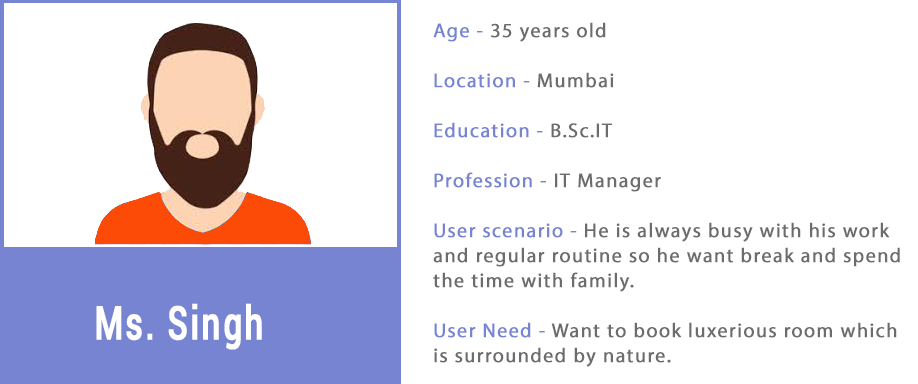 Ms. Singh
Age - 35 years old
Location - Mumbai
Education - B.Sc.IT
Profession - IT Manager
User scenario - He is always busy with his work
and regular routine so he want break and spend
the time with family.
User Need - Want to book luxerious room which
is surrounded by nature.